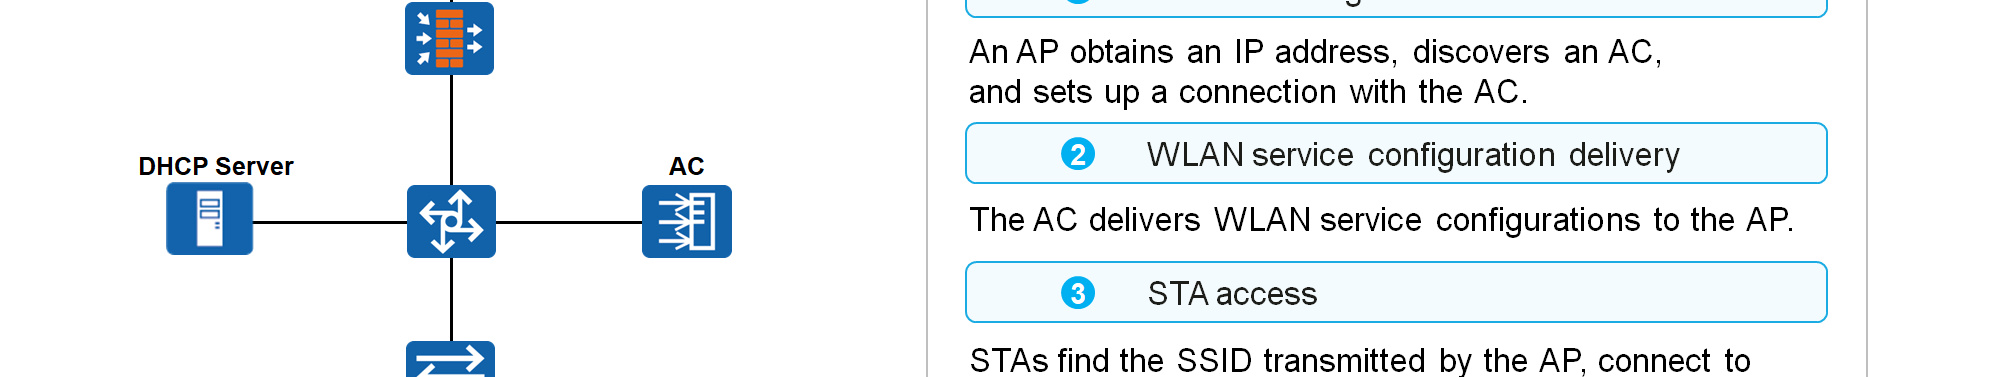 DHCP Server
AC
An AP obtains an IP address, discovers an AC,
and sets up a connection with the AC.
2 WLAN service configuration delivery
The AC delivers WLAN service configurations to the AP.
3 STA access
STAs find the SSID transmitted by the AP, connect to